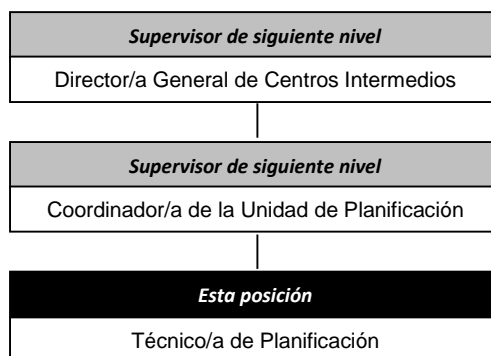 Supervisor de siguiente nivel
Director/a General de Centros Intermedios
Supervisor de siguiente nivel
Coordinador/a de la Unidad de Planificación
Esta posición
Técnico/a de Planificación